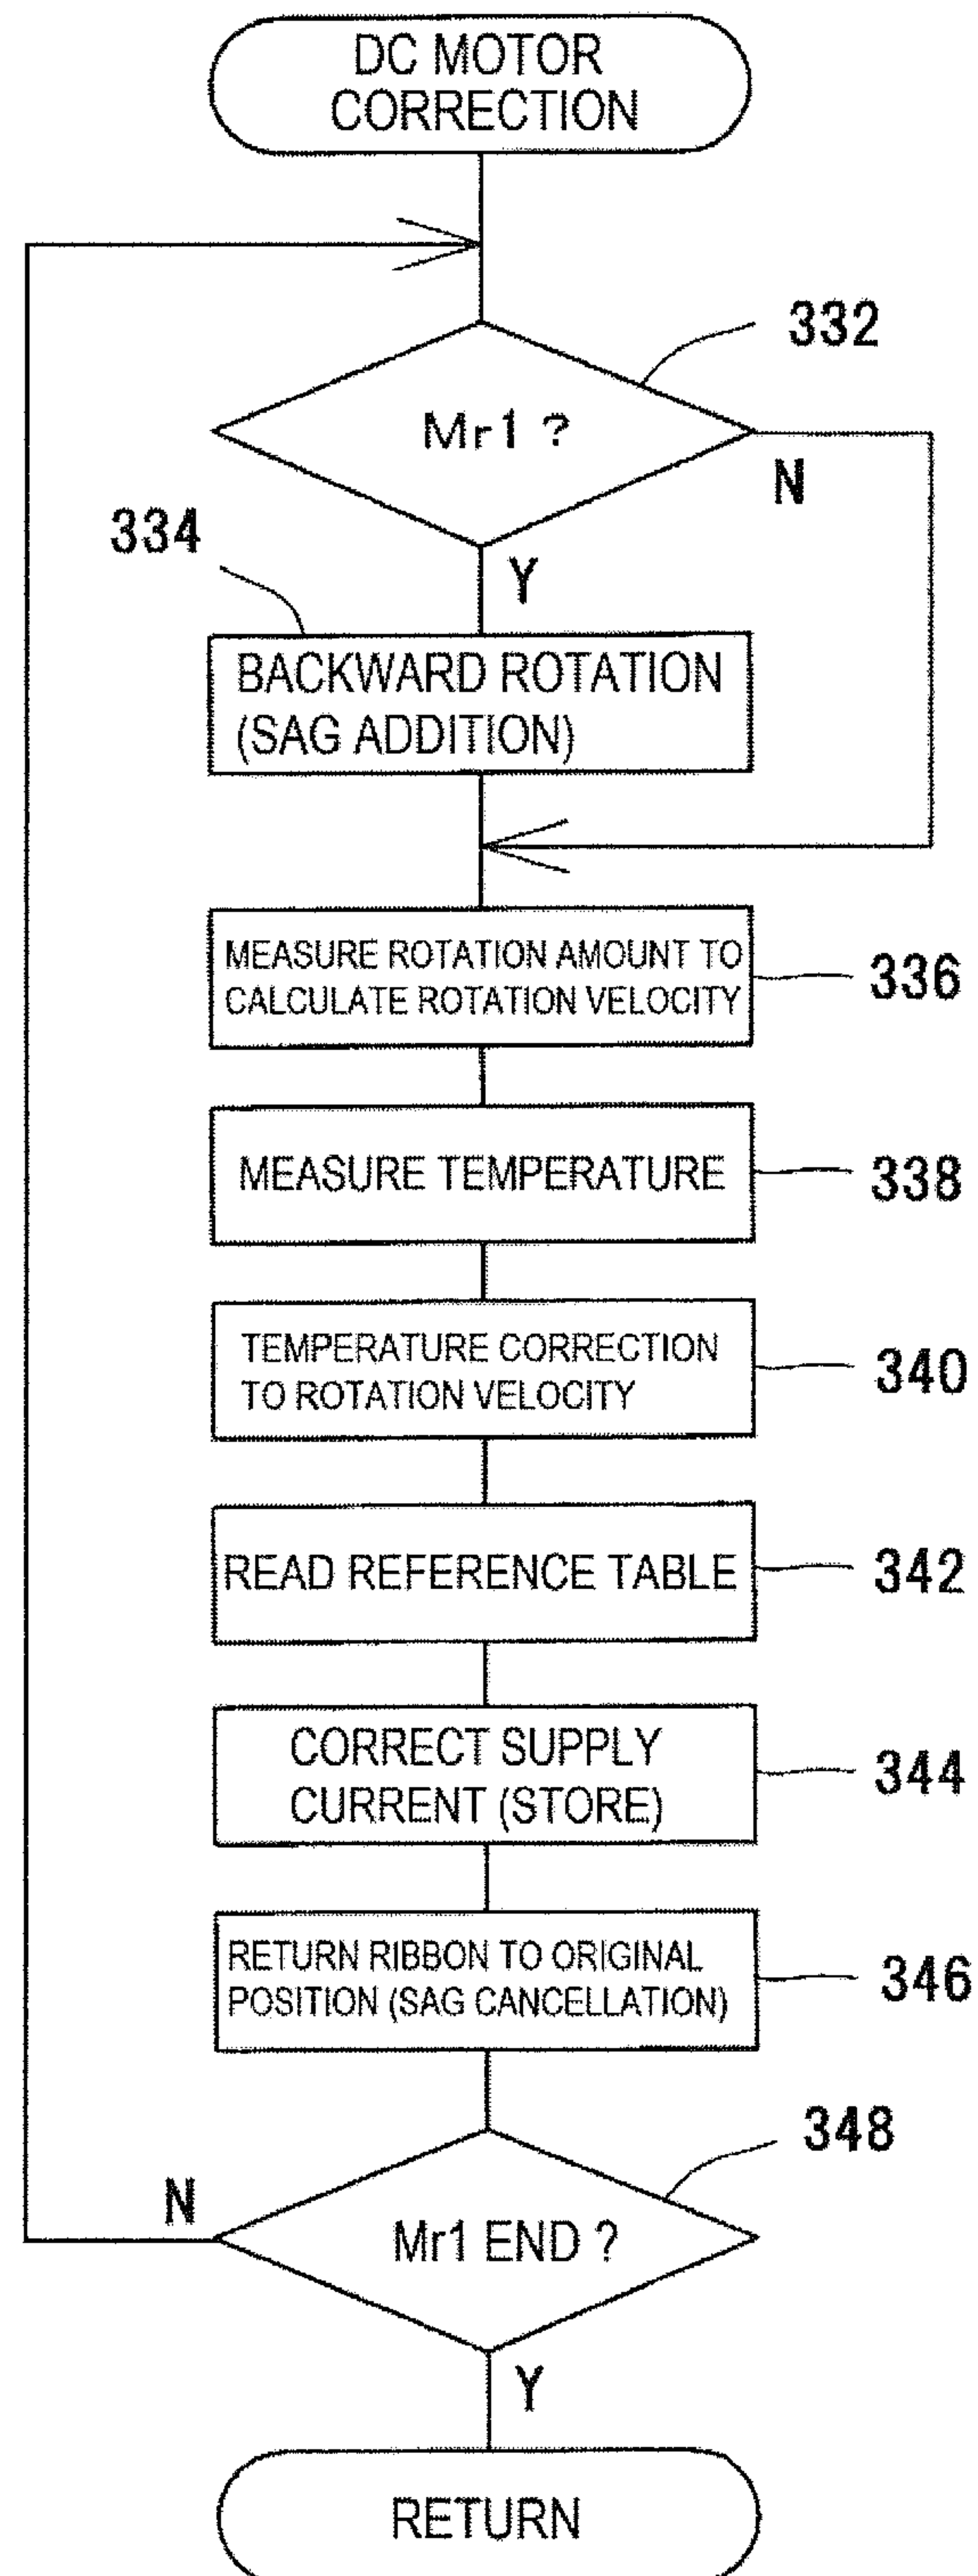 DC MOTOR
CORRECTION
332
Mr1 ?
N
334
Y
BACKWARD ROTATION
(SAG ADDITION)
MEASURE ROTATION AMOUNT TO
CALCULATE ROTATION VELOCITY
336
MEASURE TEMPERATURE
338
TEMPERATURE CORRECTION
TO ROTATION VELOCITY
340
READ REFERENCE TABLE
342
CORRECT SUPPLY
CURRENT (STORE)
344
RETURN RIBBON TO ORIGINAL
POSITION (SAG CANCELLATION)
346
348
N
Mr1 END ?
Y
RETURN